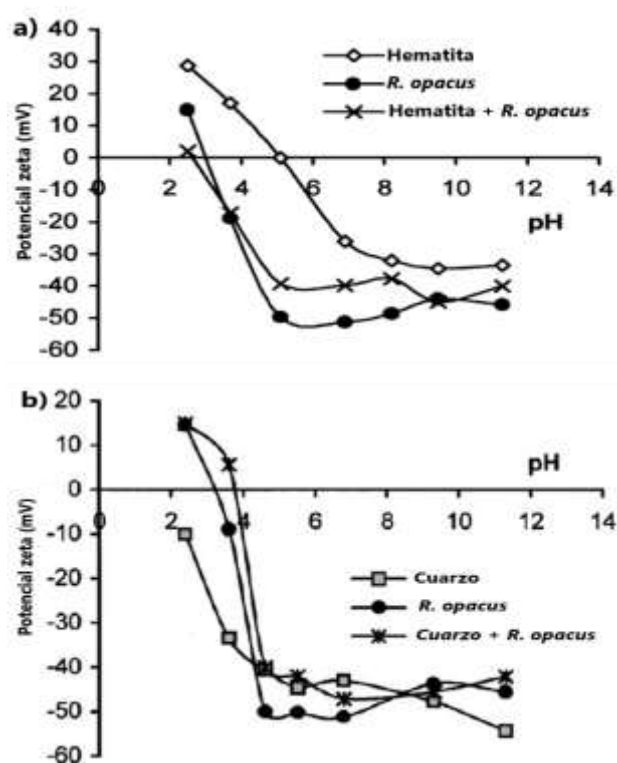 a)
Potencial zeta (mV)
40
30
20
10
0
-10
-20
-30
-40
-50
-60
0 2 4 6 8 10 12 14
pH
Hematita
R. opacus
Hematita + R. opacus
b)
Potencial zeta (mV)
20
10
0
-10
-20
-30
-40
-50
-60
0 2 4 6 8 10 12 14
pH
Cuarzo
R. opacus
Cuarzo + R. opacus